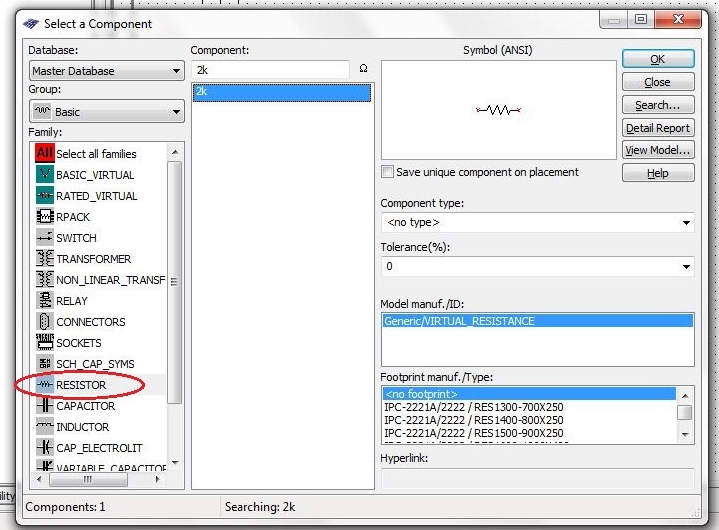 Select a Component
Database:
Master Database
Group:
Basic
Family:
All Select all families
BASIC_VIRTUAL
RATED_VIRTUAL
RPACK
SWITCH
TRANSFORMER
NON_LINEAR_TRANSF
RELAY
CONNECTORS
SOCKETS
SCH_CAP_SYMS
RESISTOR
CAPACITOR
INDUCTOR
CAP_ELECTROLIT
VARIABLE_CAPACITOR
Component:
2k Ω
2k
Symbol (ANSI)
Save unique component on placement
Component type:
<no type>
Tolerance(%):
0
Model manuf./ID:
Generic/VIRTUAL_RESISTANCE
Footprint manuf./Type:
<no footprint>
IPC-2221A/2222 / RES1300-700X250
IPC-2221A/2222 / RES1400-800X250
IPC-2221A/2222 / RES1500-900X250
Hyperlink:
OK
Close
Search...
Detail Report
View Model...
Help
ility
Components: 1
Searching: 2k